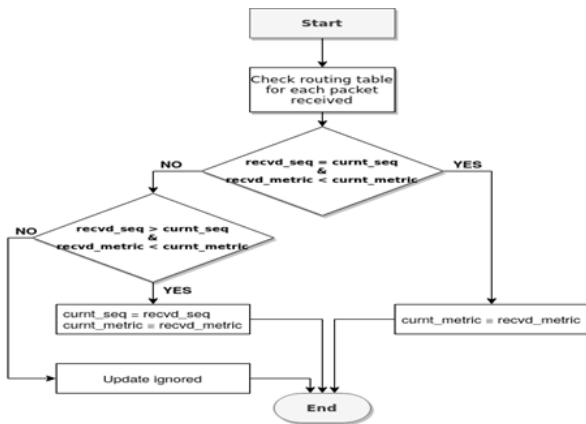 Start
Check routing table
for each packet
received
recvd_seq = curnt_seq
&
recvd_metric < curnt_metric
NO
YES
recvd_seq > curnt_seq
&
recvd_metric < curnt_metric
NO
YES
curnt_seq = recvd_seq
curnt_metric = recvd_metric
curnt_metric = recvd_metric
Update ignored
End